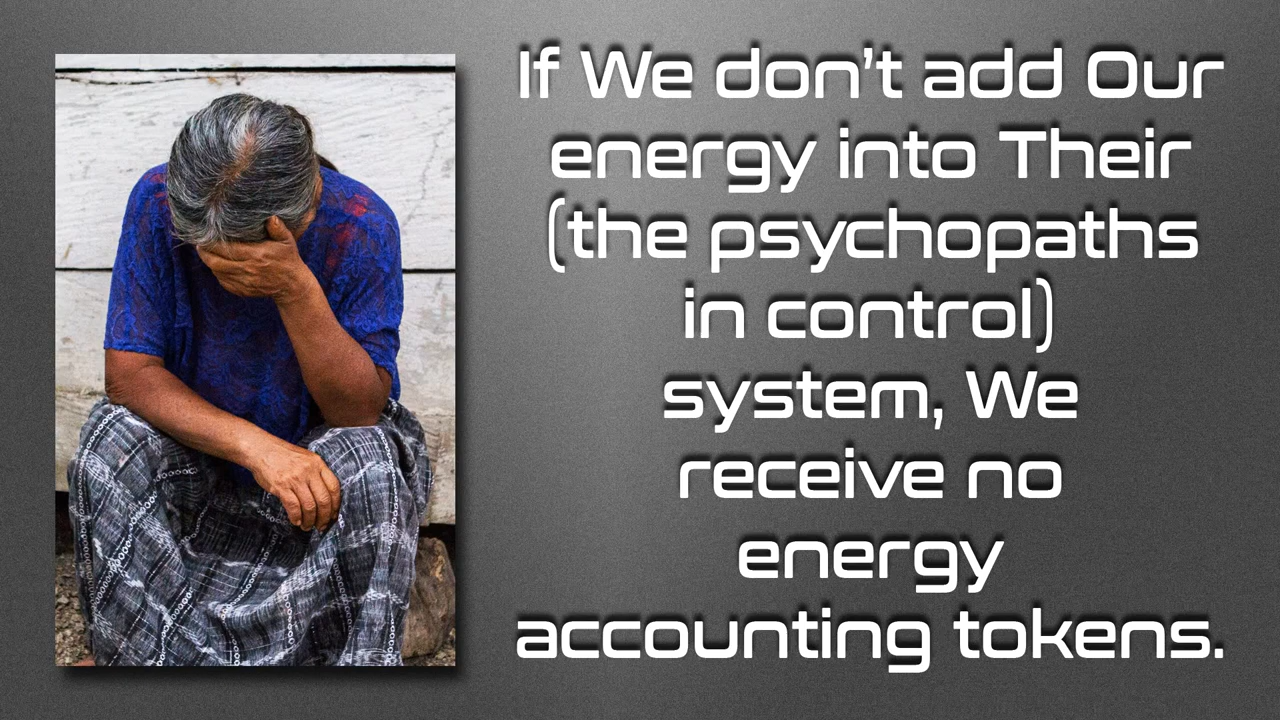 If We don't add Our
energy into Their
(the psychopaths
in control)
system, We
receive no
energy
accounting tokens.